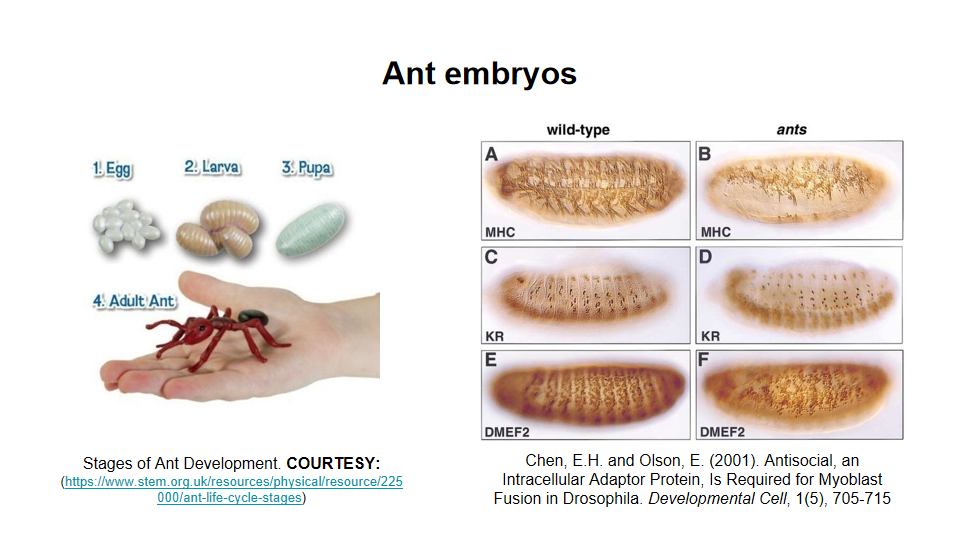 Ant embryos
1. Egg
2. Larva
3. Pupa
4. Adult Ant
Stages of Ant Development. COURTESY:
(https://www.stem.org.uk/resources/physical/resource/225
000/ant-life-cycle-stages)
wild-type
ants
A
MHC
B
MHC
C
KR
D
KR
E
DMEF2
F
DMEF2
Chen, E.H. and Olson, E. (2001). Antisocial, an
Intracellular Adaptor Protein, Is Required for Myoblast
Fusion in Drosophila. Developmental Cell, 1(5), 705-715